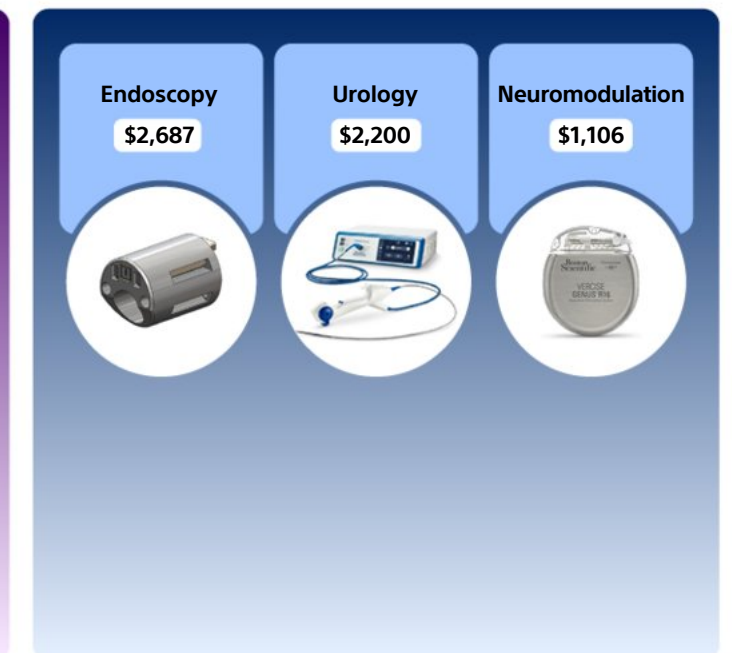 Endoscopy
$2,687
Urology
$2,200
Neuromodulation
$1,106
Boston
Scientific
VERCISE
GENUS R16